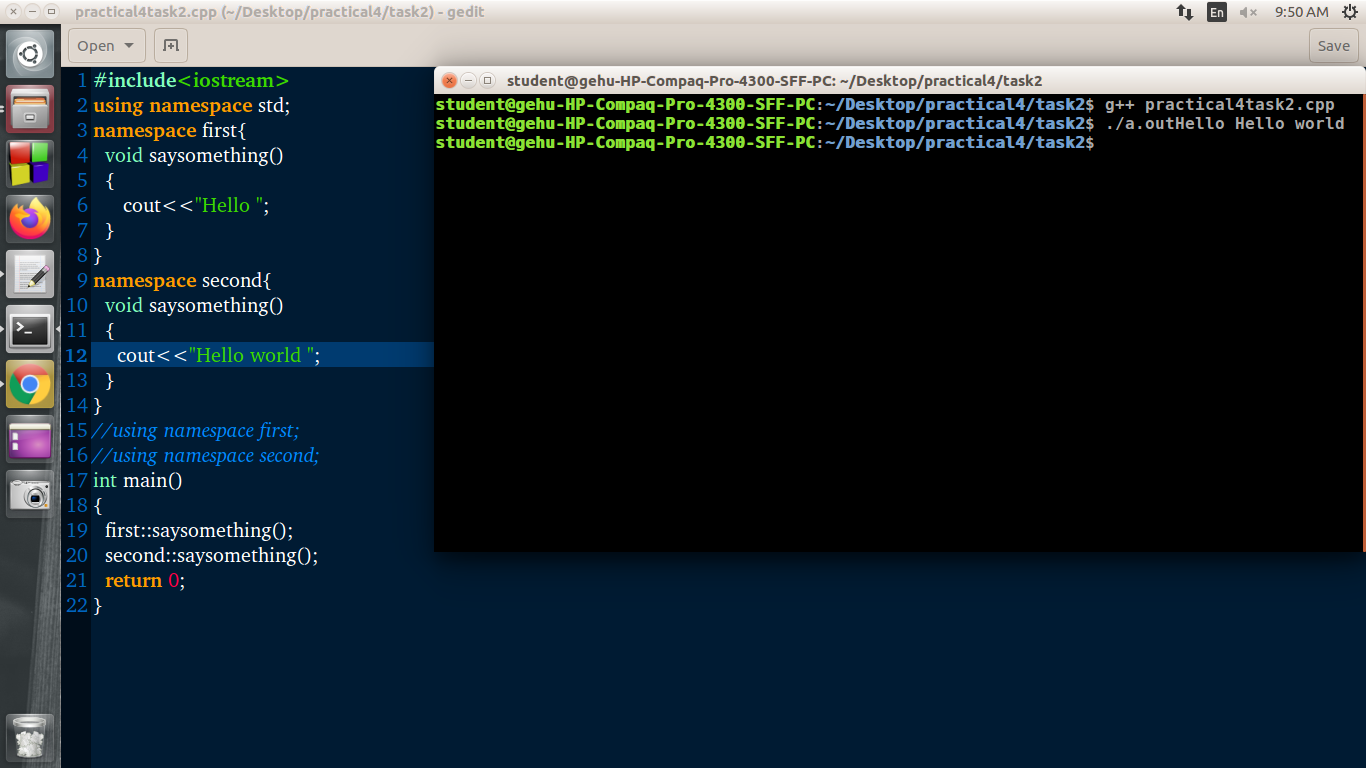 practical4task2.cpp (~/Desktop/practical4/task2) - gedit
En
9:50 AM
Open
Save
1 #include<iostream>
2 using namespace std;
3 namespace first{
4 void saysomething()
5 {
6 cout<<"Hello ";
7 }
8 }
9 namespace second{
10 void saysomething()
11 {
12 cout<<"Hello world ";
13 }
14 }
15 //using namespace first;
16 //using namespace second;
17 int main()
18 {
19 first::saysomething();
20 second::saysomething();
21 return 0;
22 }
student@gehu-HP-Compaq-Pro-4300-SFF-PC: ~/Desktop/practical4/task2
student@gehu-HP-Compaq-Pro-4300-SFF-PC:~/Desktop/practical4/task2$ g++ practical4task2.cpp
student@gehu-HP-Compaq-Pro-4300-SFF-PC:~/Desktop/practical4/task2$ ./a.outHello Hello world
student@gehu-HP-Compaq-Pro-4300-SFF-PC:~/Desktop/practical4/task2$